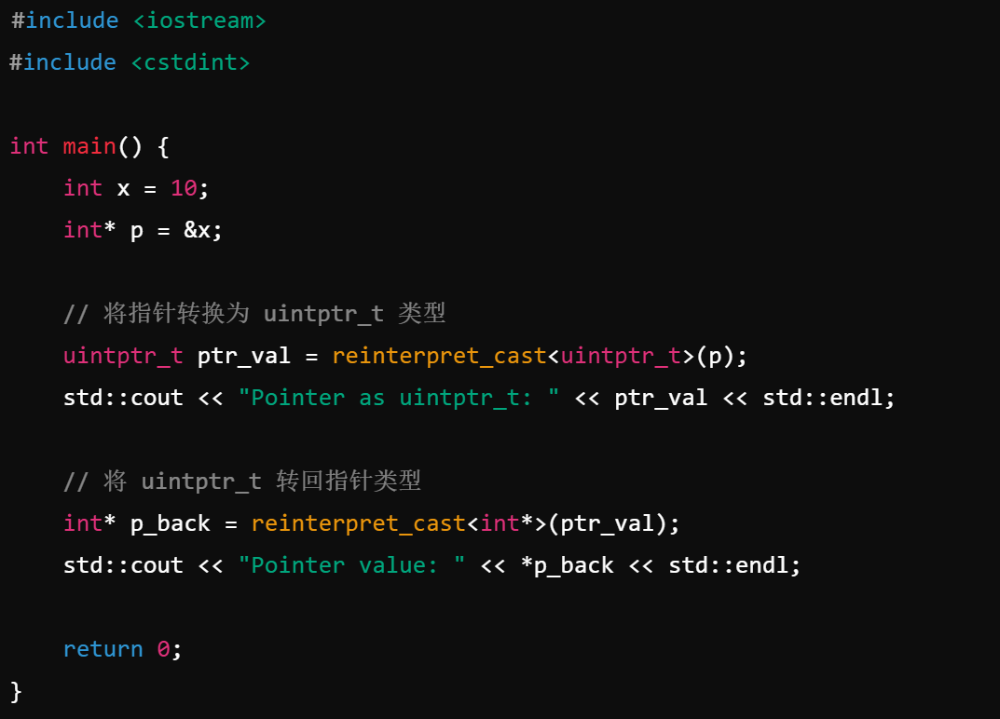 #include <iostream>
#include <cstdint>
int main() {
    int x = 10;
    int* p = &x;
    // 将指针转换为 uintptr_t 类型
    uintptr_t ptr_val = reinterpret_cast<uintptr_t>(p);
    std::cout << "Pointer as uintptr_t: " << ptr_val << std::endl;
    // 将 uintptr_t 转回指针类型
    int* p_back = reinterpret_cast<int*>(ptr_val);
    std::cout << "Pointer value: " << *p_back << std::endl;
    return 0;
}